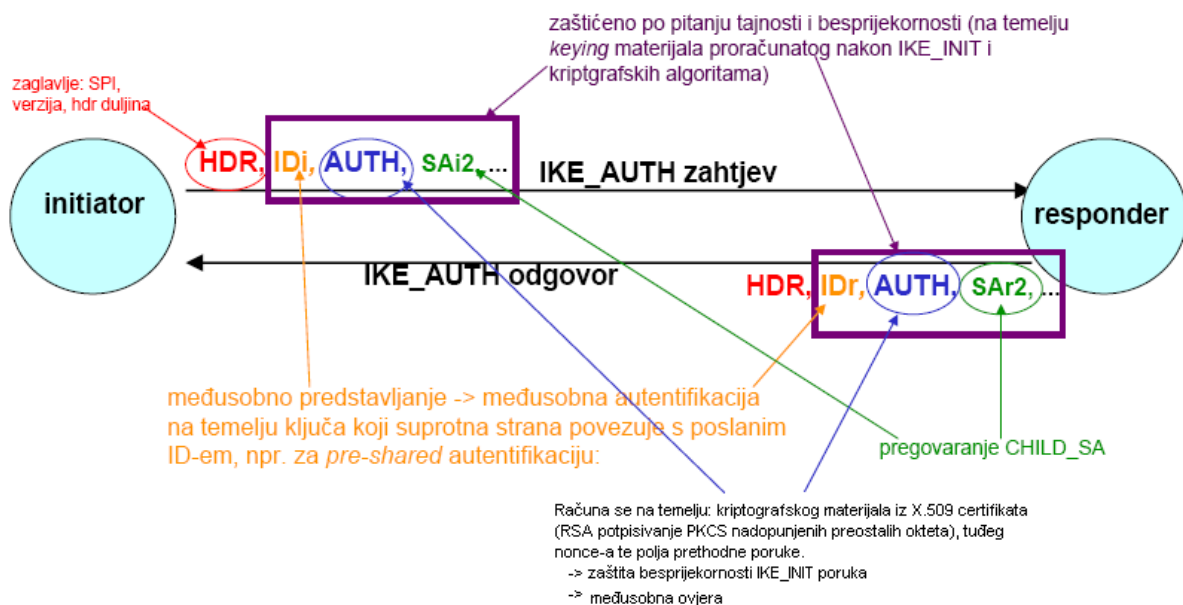 zaštićeno po pitanju tajnosti i besprijekornosti (na temelju
keying materijala proračunatog nakon IKE_INIT i
kriptgrafskih algoritama)
zaglavlje: SPI,
verzija, hdr duljina
HDR, IDi, AUTH, SAi2, ...
IKE_AUTH zahtjev
initiator
responder
IKE_AUTH odgovor
HDR, IDr, AUTH, SAr2, ...
međusobno predstavljanje -> međusobna autentifikacija
na temelju ključa koji suprotna strana povezuje s poslanim
ID-em, npr. za pre-shared autentifikaciju:
pregovaranje CHILD_SA
Računa se na temelju: kriptografskog materijala iz X.509 certifikata
(RSA potpisivanje PKCS nadopunjenih preostalih okteta), tuđeg
nonce-a te polja prethodne poruke.
-> zaštita besprijekornosti IKE_INIT poruka
-> međusobna ovjera